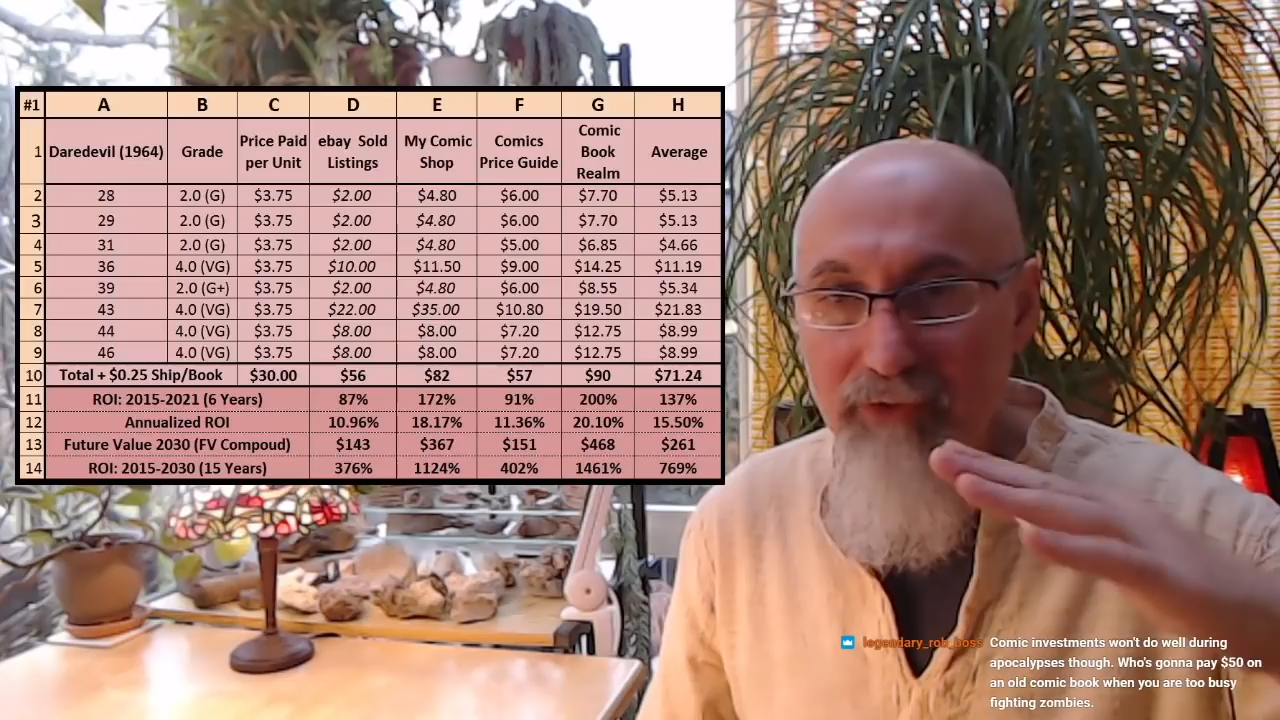 #1 A B C D E F G H
1 Daredevil (1964) Grade Price Paid per Unit ebay Sold Listings My Comic Shop Comics Price Guide Comic Book Realm Average
2 28 2.0 (G) $3.75 $2.00 $4.80 $6.00 $7.70 $5.13
3 29 2.0 (G) $3.75 $2.00 $4.80 $6.00 $7.70 $5.13
4 31 2.0 (G) $3.75 $2.00 $4.80 $5.00 $6.85 $4.66
5 36 4.0 (VG) $3.75 $10.00 $11.50 $9.00 $14.25 $11.19
6 39 2.0 (G+) $3.75 $2.00 $4.80 $6.00 $8.55 $5.34
7 43 4.0 (VG) $3.75 $22.00 $35.00 $10.80 $19.50 $21.83
8 44 4.0 (VG) $3.75 $8.00 $8.00 $7.20 $12.75 $8.99
9 46 4.0 (VG) $3.75 $8.00 $8.00 $7.20 $12.75 $8.99
10 Total + $0.25 Ship/Book $30.00 $56 $82 $57 $90 $71.24
11 ROI: 2015-2021 (6 Years) 87% 172% 91% 200% 137%
12 Annualized ROI 10.96% 18.17% 11.36% 20.10% 15.50%
13 Future Value 2030 (FV Compoud) $143 $367 $151 $468 $261
14 ROI: 2015-2030 (15 Years) 376% 1124% 402% 1461% 769%
legendary_rob_boss Comic investments won't do well during
apocalypses though. Who's gonna pay $50 on
an old comic book when you are too busy
fighting zombies.